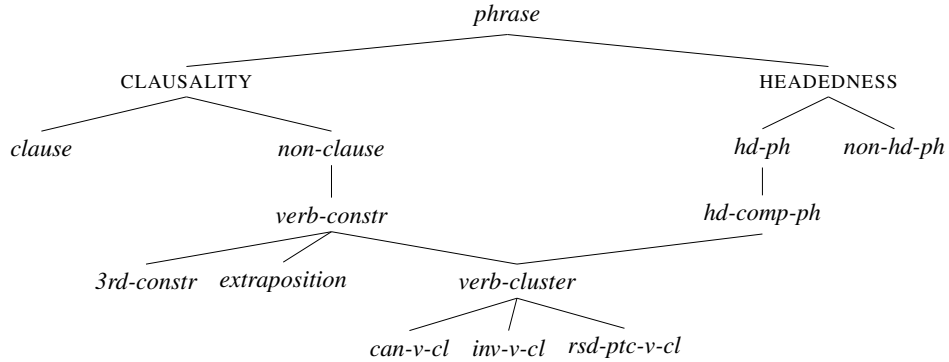 phrase
CLAUSALITY HEADEDNESS
clause non-clause hd-ph non-hd-ph
verb-constr hd-comp-ph
3rd-constr extraposition verb-cluster
can-v-cl inv-v-cl rsd-ptc-v-cl